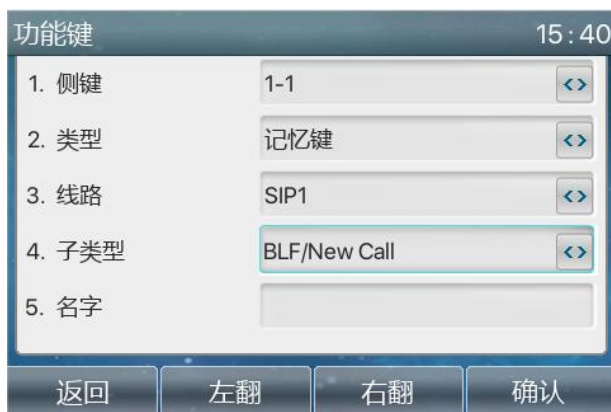 功能键 15:40
1. 侧键 1-1
2. 类型 记忆键
3. 线路 SIP1
4. 子类型 BLF/New Call
5. 名字
返回 左翻 右翻 确认